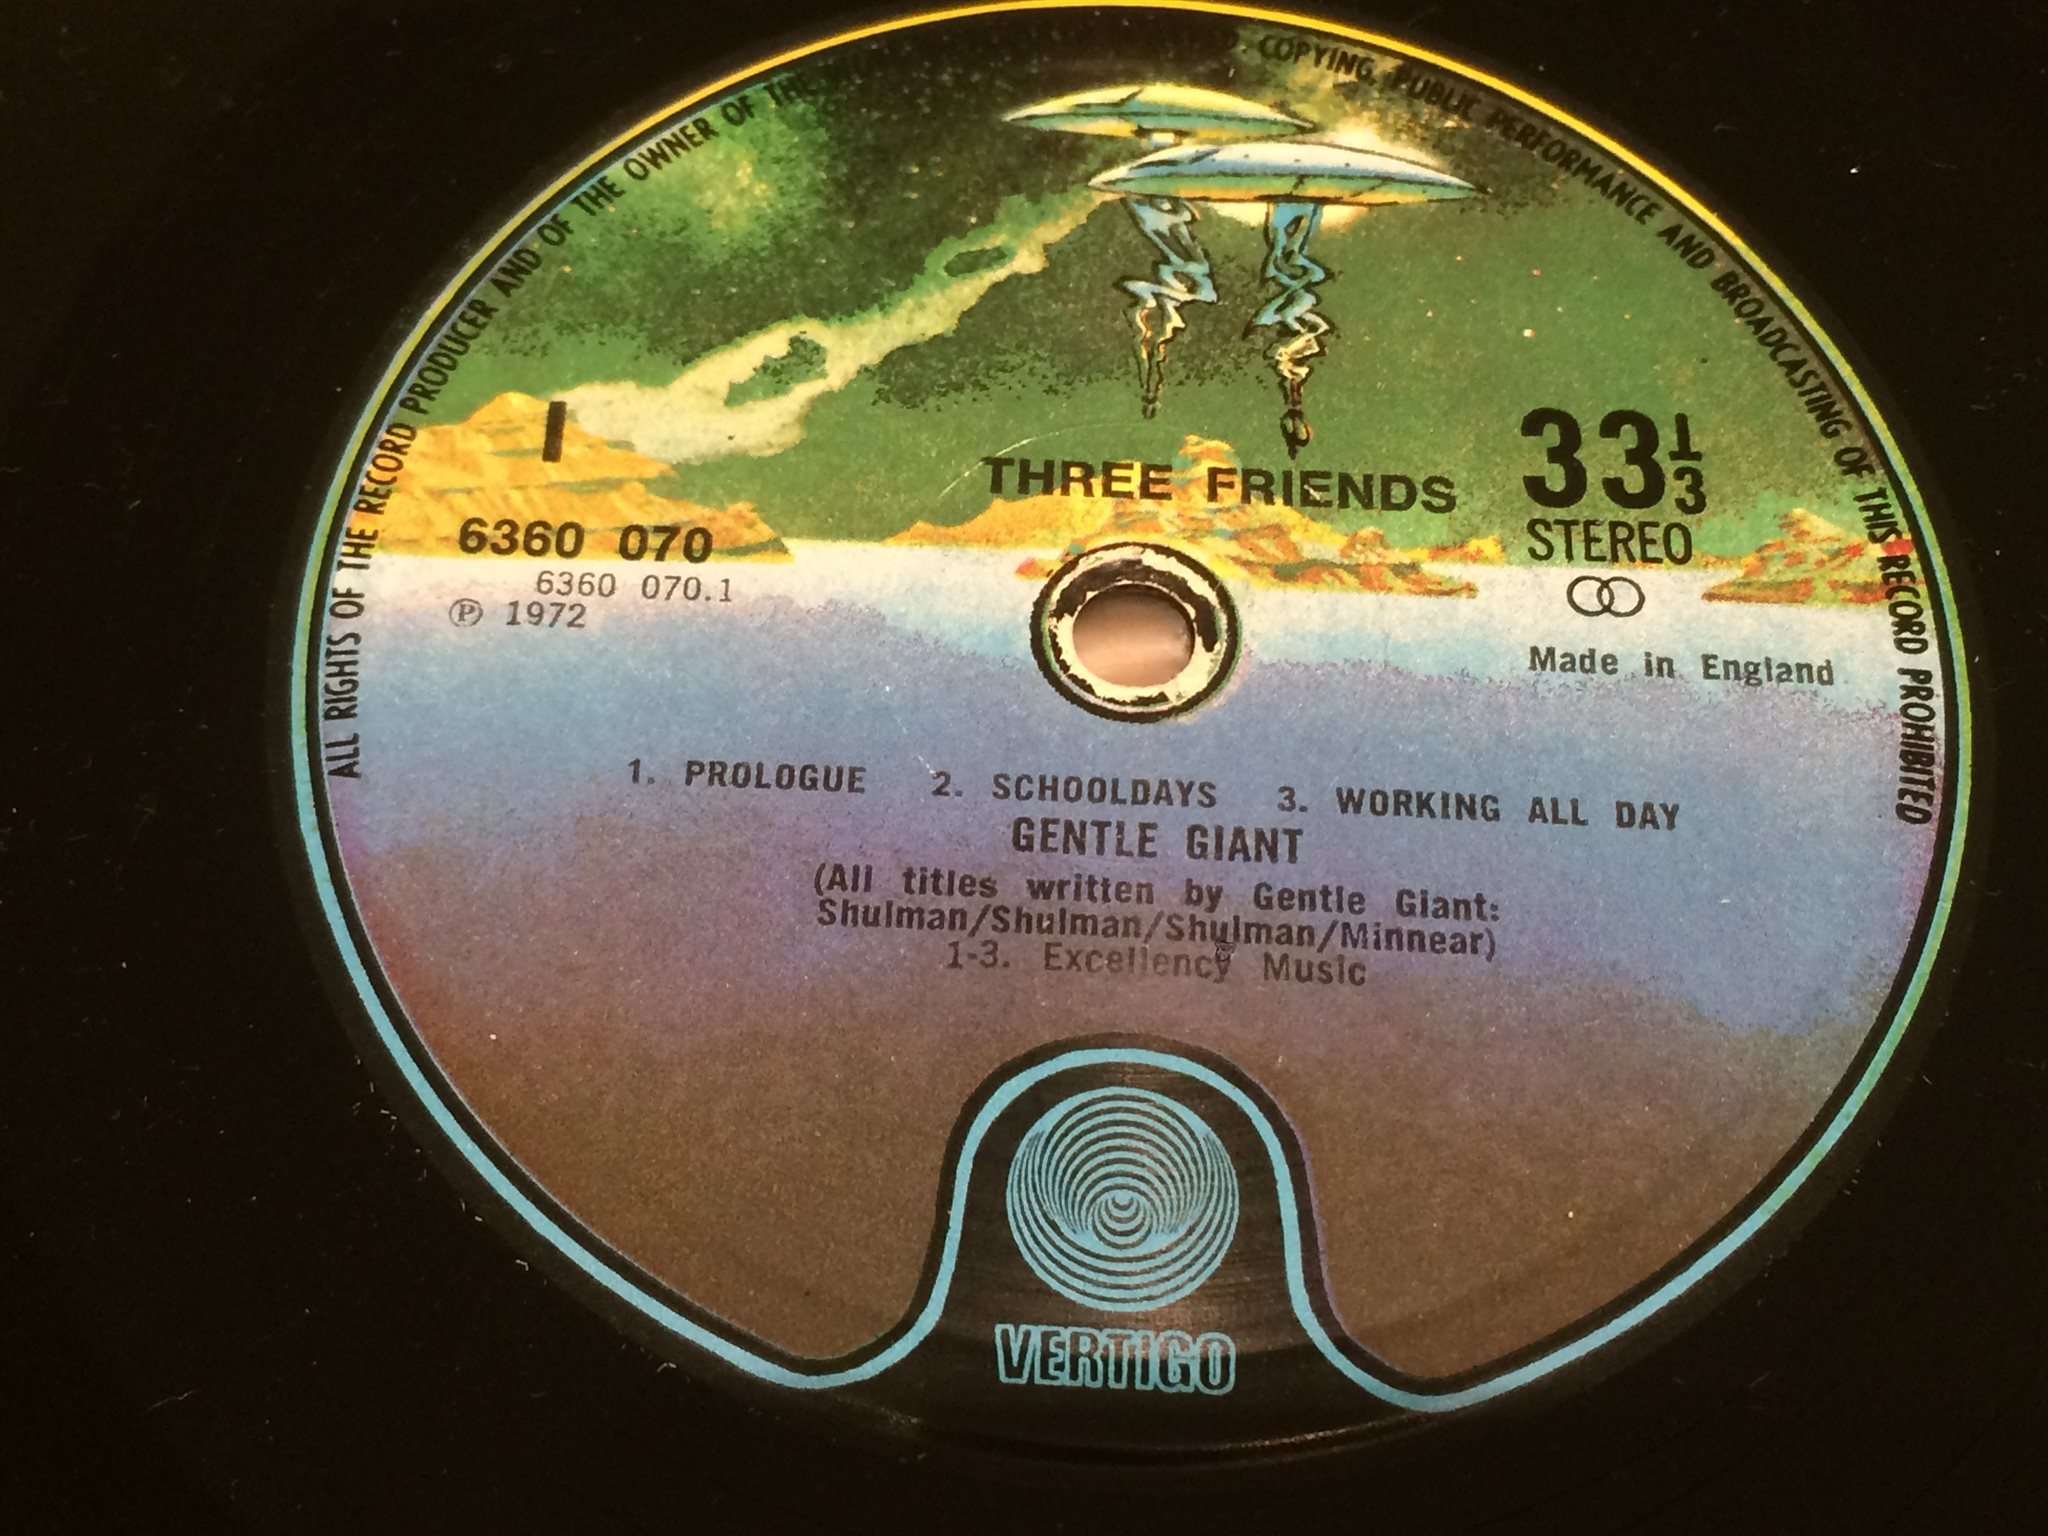 ALL RIGHTS OF THE RECORD PRODUCER AND OF THE OWNER OF THE
COPYING, PUBLIC PERFORMANCE AND BROADCASTING OF THIS RECORD PROHIBITED
1
THREE FRIENDS
33 1/3
STEREO
6360 070
6360 070.1
Ⓟ 1972
Made in England
1. PROLOGUE 2. SCHOOLDAYS 3. WORKING ALL DAY
GENTLE GIANT
(All titles written by Gentle Giant:
Shulman/Shulman/Shulman/Minnear)
1-3. Excellency Music
VERTIGO